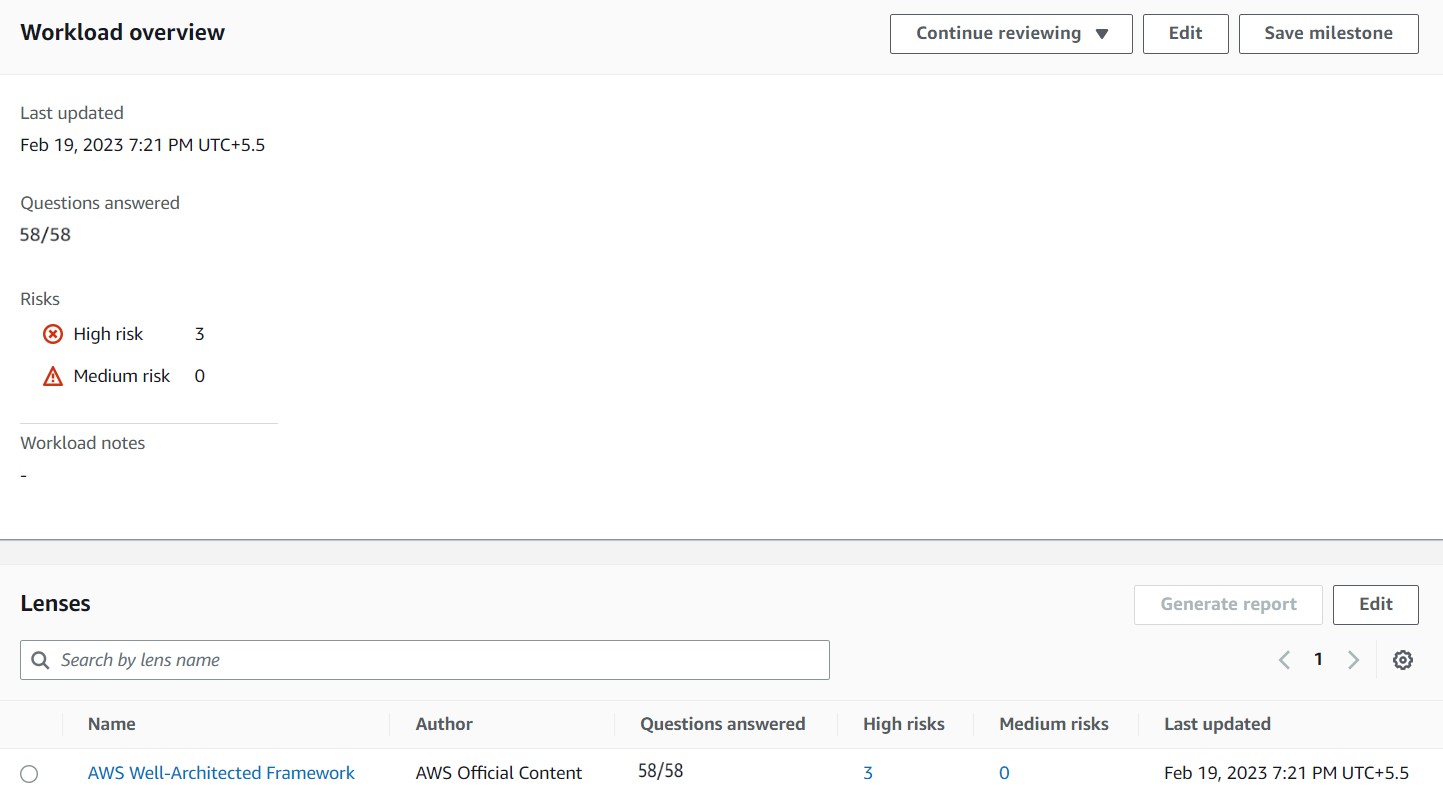 Workload overview
Continue reviewing
Edit
Save milestone
Last updated
Feb 19, 2023 7:21 PM UTC+5.5
Questions answered
58/58
Risks
High risk 3
Medium risk 0
Workload notes
-
Lenses
Generate report
Edit
Search by lens name
1
Name Author Questions answered High risks Medium risks Last updated
AWS Well-Architected Framework AWS Official Content 58/58 3 0 Feb 19, 2023 7:21 PM UTC+5.5